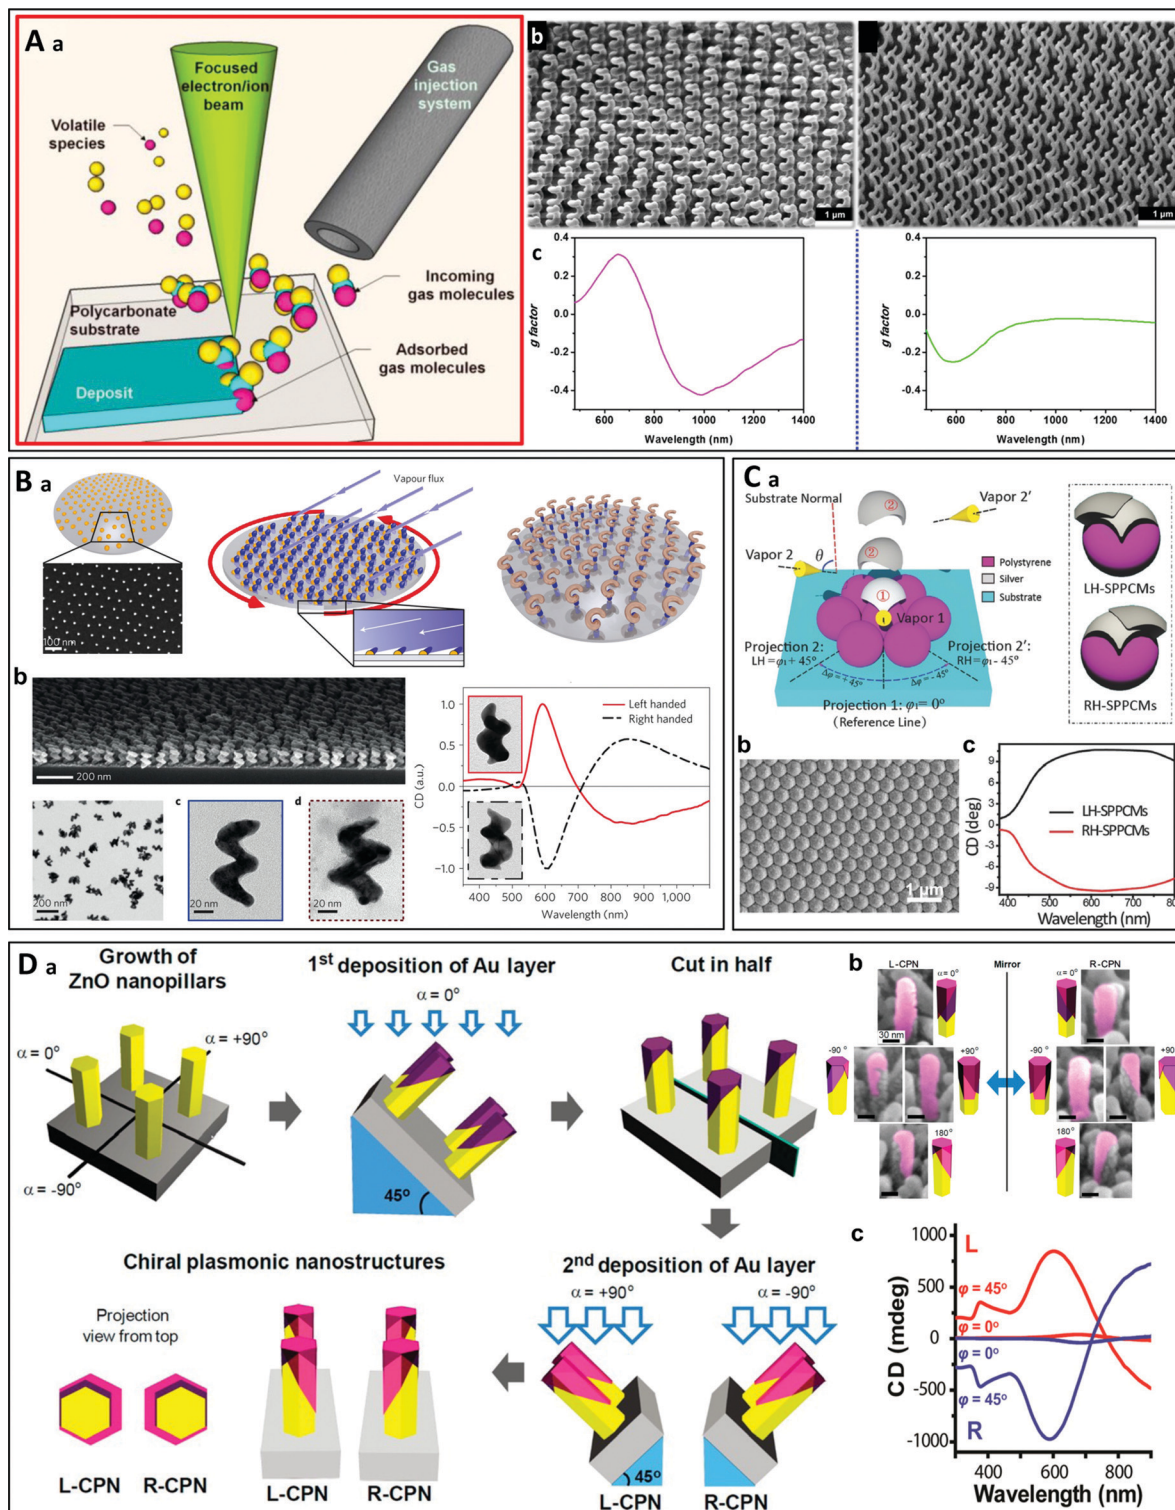 A a
Focused
electron/ion
beam
Gas
injection
system
Volatile
species
Incoming
gas molecules
Polycarbonate
substrate
Adsorbed
gas molecules
Deposit
b
1 µm
1 µm
c
g factor
0.4
0.2
0.0
-0.2
-0.4
600 800 1000 1200 1400
Wavelength (nm)
g factor
0.4
0.2
0.0
-0.2
-0.4
600 800 1000 1200 1400
Wavelength (nm)
B a
Vapour flux
100 nm
b
200 nm
200 nm
c
20 nm
d
20 nm
CD (a.u.)
1.0
0.5
0.0
-0.5
-1.0
Left handed
Right handed
400 500 600 700 800 900 1,000
Wavelength (nm)
C a
Substrate Normal
Vapor 2
θ
②
②
①
Vapor 2'
Polystyrene
Silver
Substrate
Vapor 1
Projection 2:
LH=φ₁+ 45°
Projection 2':
RH=φ₁- 45°
Δφ=+45°
Δφ=-45°
Projection 1: φ₁= 0°
(Reference Line)
LH-SPPCMs
RH-SPPCMs
b
1 µm
c
CD (deg)
9
3
-3
-9
LH-SPPCMs
RH-SPPCMs
400 500 600 700 80
Wavelength (nm)
D a
Growth of
ZnO nanopillars
α = 0°
α = +90°
α = -90°
1st deposition of Au layer
α = 0°
45°
Cut in half
2nd deposition of Au layer
α = +90°
α = -90°
45°
L-CPN
R-CPN
Chiral plasmonic nanostructures
Projection
view from top
L-CPN
R-CPN
L-CPN
R-CPN
b
L-CPN
Mirror
R-CPN
α= 0°
α= 0°
30 nm
-90°
+90°
-90°
+90°
180°
180°
c
CD (mdeg)
1000
500
0
-500
-1000
L
φ = 45°
φ = 0°
φ = 0°
φ = 45°
R
400 600 800
Wavelength (nm)